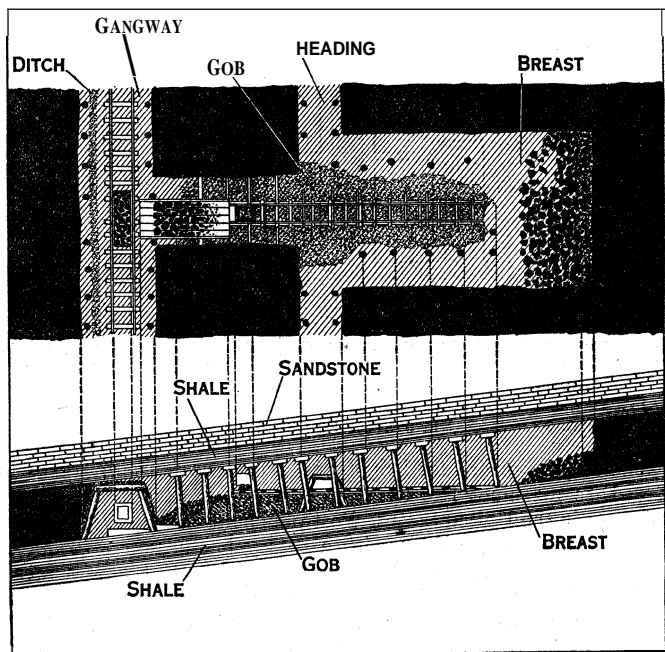 GANGWAY
DITCH
GOB
HEADING
BREAST
SANDSTONE
SHALE
BREAST
GOB
SHALE